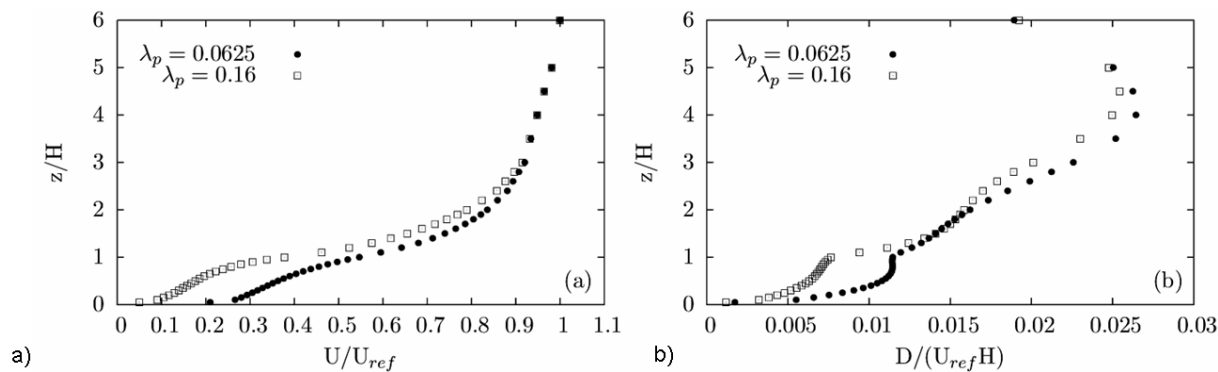 6
5
4
3
2
1
0
z/H
λp = 0.0625
λp = 0.16
(a)
0 0.1 0.2 0.3 0.4 0.5 0.6 0.7 0.8 0.9 1 1.1
U/Uref
a)
6
5
4
3
2
1
0
z/H
λp = 0.0625
λp = 0.16
(b)
0 0.005 0.01 0.015 0.02 0.025 0.03
D/(UrefH)
b)